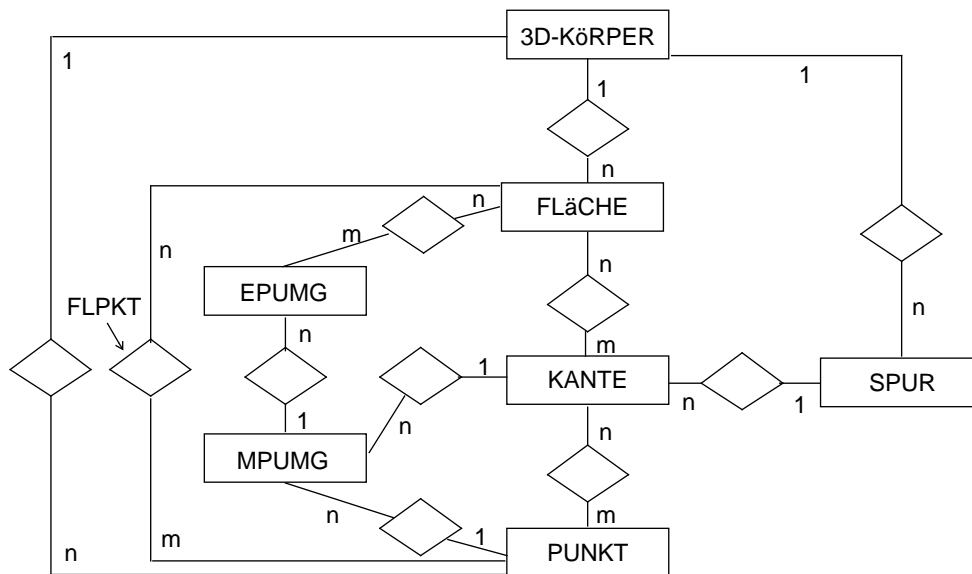 3D-KöRPER
1
1
1
n
FLäCHE
n
m
n
n
EPUMG
FLPKT
n
n
m
1
KANTE
n
1
SPUR
1
n
n
MPUMG
n
m
1
m
n
PUNKT